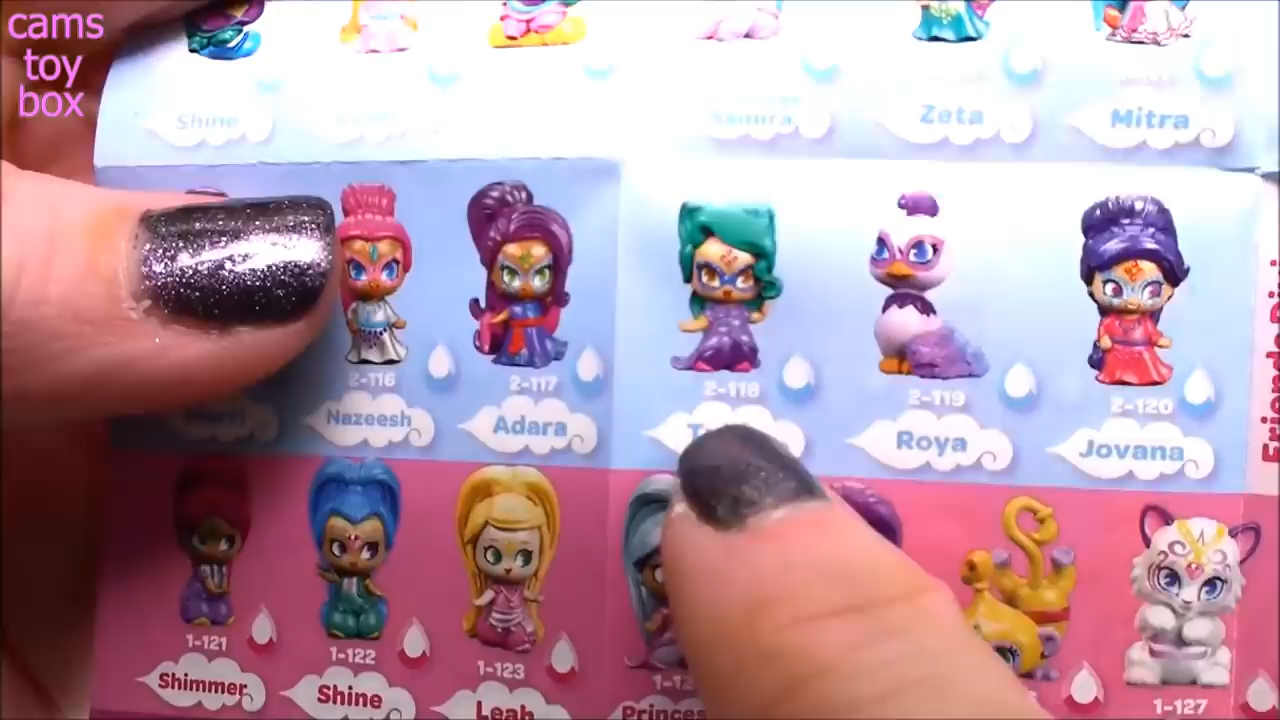 cams
toy
box
Shine
Samira
Zeta
Mitra
2-116
2-117
2-118
2-119
2-120
Nazeesh
Adara
Roya
Jovana
1-121
1-122
1-123
1-127
Shimmer
Shine
Leah